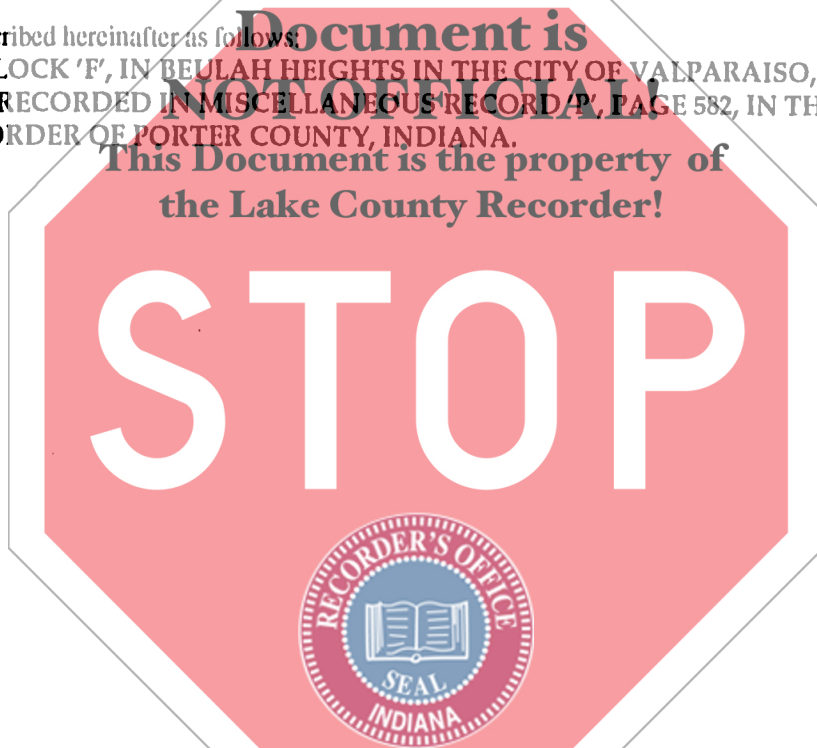 Document is
ribed hereinafter as follows:
LOCK 'F', IN BEULAH HEIGHTS IN THE CITY OF VALPARAISO,
NOT OFFICIAL!
RECORDED IN MISCELLANEOUS RECORD 'P', PAGE 582, IN TH
RDER OF PORTER COUNTY, INDIANA.
This Document is the property of
the Lake County Recorder!
STOP
RECORDER'S OFFICE
SEAL
INDIANA